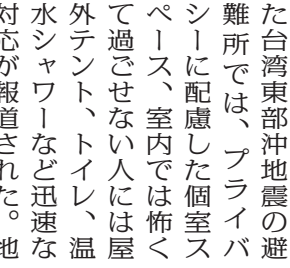 た台湾東部沖地震の避
難所では、プライバ
シーに配慮した個室ス
ペース、室内では怖く
て過ごせない人には屋
外テント、トイレ、温
水シャワーなど迅速な
対応が報道された。地